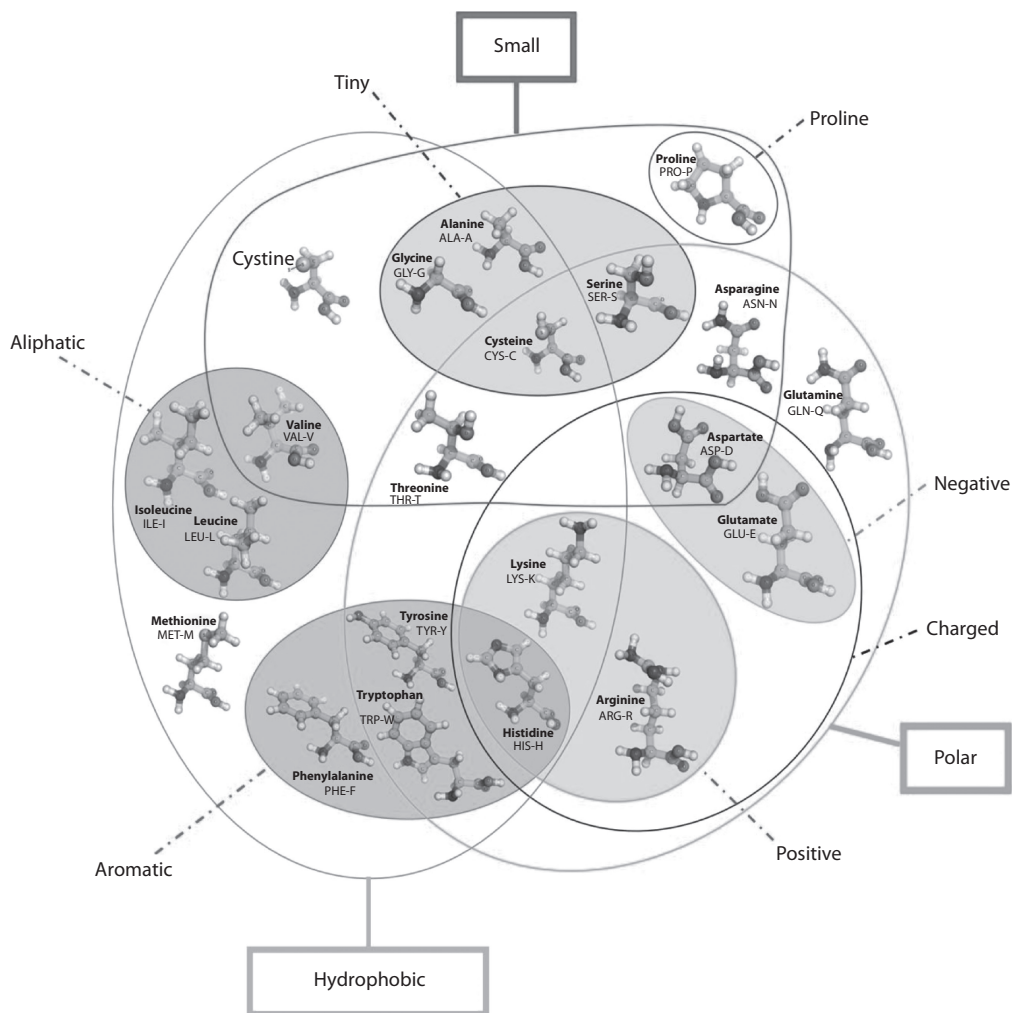 Small
Tiny
Proline
Proline
PRO-P
Alanine
ALA-A
Glycine
GLY-G
Cystine
Serine
SER-S
Asparagine
ASN-N
Cysteine
CYS-C
Aliphatic
Glutamine
GLN-Q
Valine
VAL-V
Aspartate
ASP-D
Threonine
THR-T
Negative
Isoleucine
ILE-I
Leucine
LEU-L
Glutamate
GLU-E
Lysine
LYS-K
Methionine
MET-M
Tyrosine
TYR-Y
Charged
Tryptophan
TRP-W
Arginine
ARG-R
Histidine
HIS-H
Polar
Phenylalanine
PHE-F
Positive
Aromatic
Hydrophobic